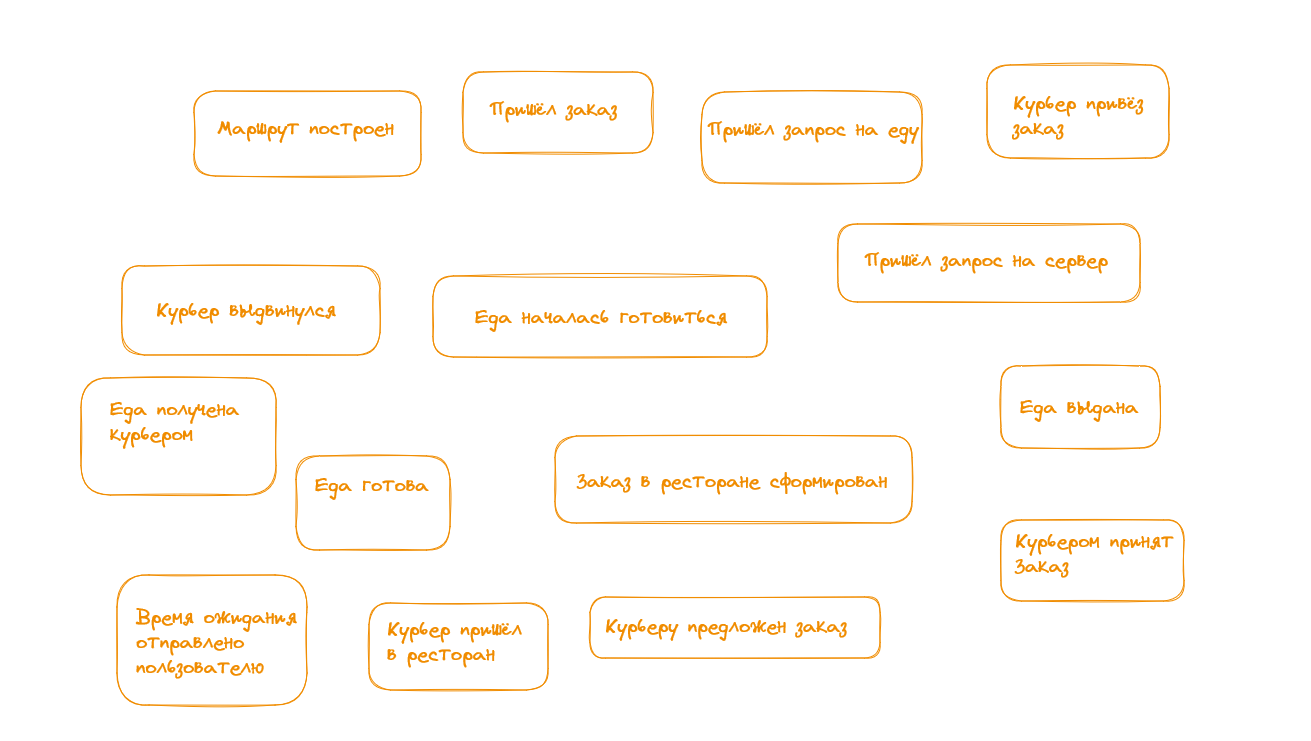 Маршрут построен
Пришёл заказ
Пришёл запрос на еду
Курьер привёз
заказ
Пришёл запрос на сервер
Курьер выдвинулся
Еда началась готовиться
Еда получена
курьером
Еда выдана
Еда готова
Заказ в ресторане сформирован
Курьером принят
Заказ
Время ожидания
отправлено
пользователю
Курьер пришёл
в ресторан
Курьеру предложен заказ